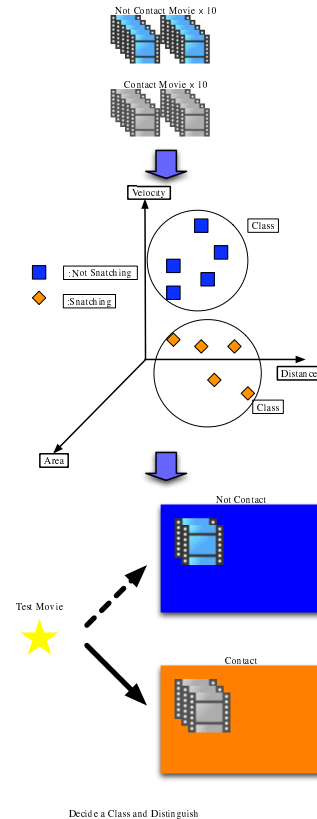 Not Contact Movie × 10
Contact Movie × 10
Velocity
Class
:Not Snatching
:Snatching
Distance
Class
Area
Not Contact
Test Movie
Contact
Decide a Class and Distinguish